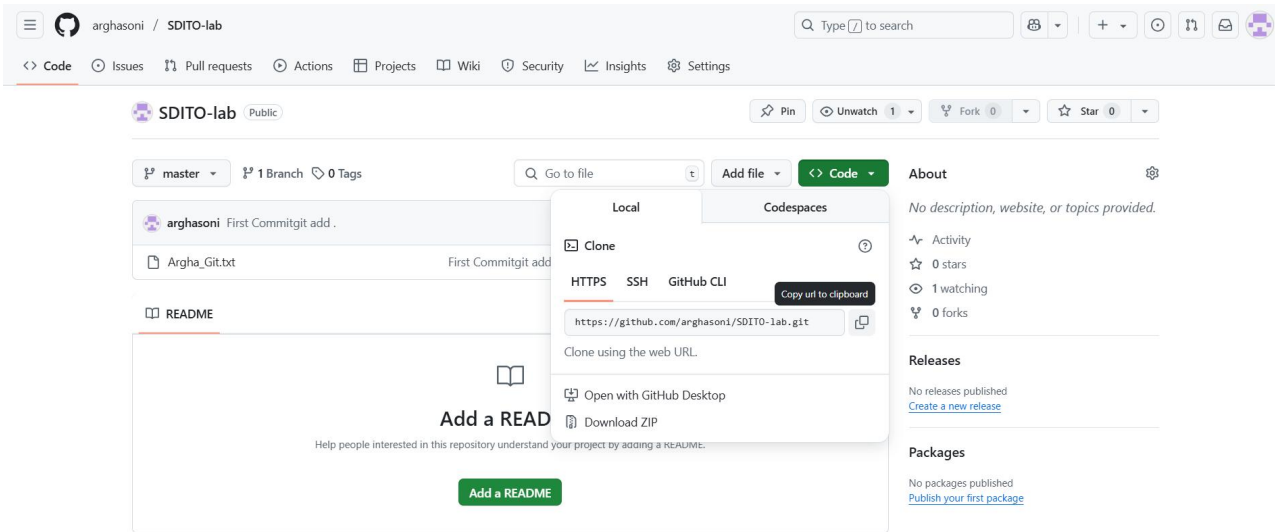 arghasoni / SDITO-lab
Type / to search
Code Issues Pull requests Actions Projects Wiki Security Insights Settings
SDITO-lab Public
Pin Unwatch 1 Fork 0 Star 0
master 1 Branch 0 Tags
Go to file t Add file Code
arghasoni First Commitgit add .
Argha_Git.txt First Commitgit add
README
Add a READ
Help people interested in this repository understand your project by adding a README.
Add a README
Local Codespaces
Clone
HTTPS SSH GitHub CLI
Copy url to clipboard
https://github.com/arghasoni/SDITO-lab.git
Clone using the web URL.
Open with GitHub Desktop
Download ZIP
About
No description, website, or topics provided.
Activity
0 stars
1 watching
0 forks
Releases
No releases published
Create a new release
Packages
No packages published
Publish your first package